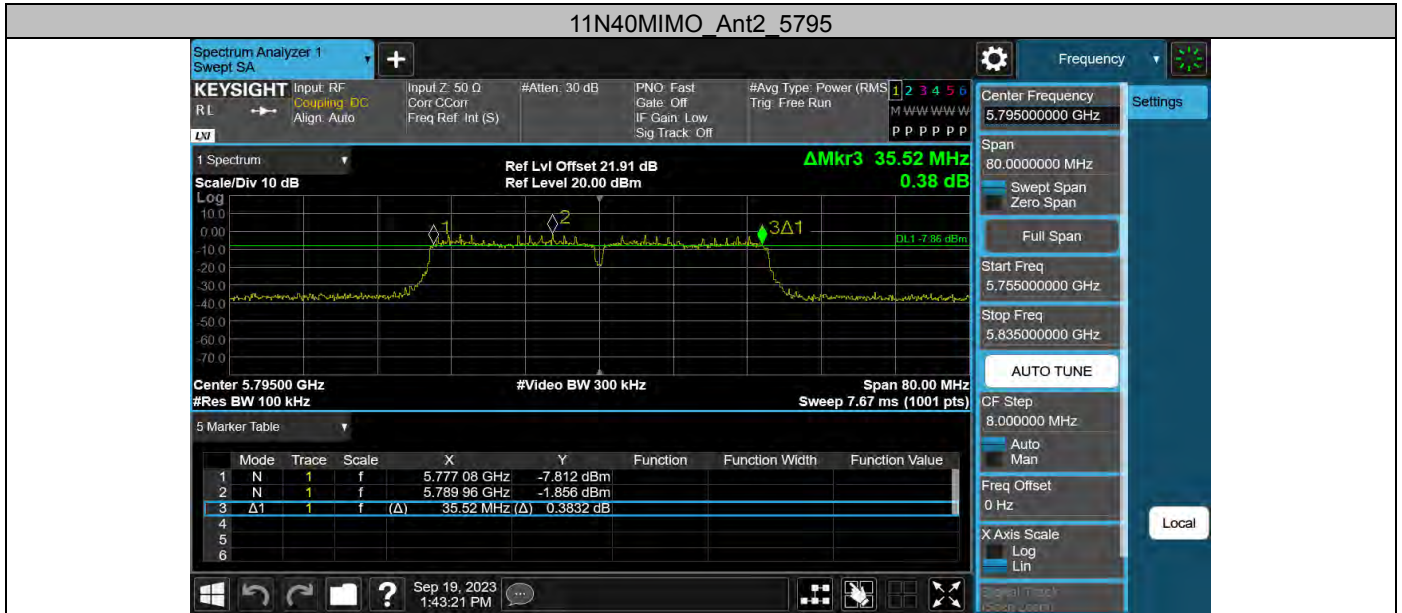 11N40MIMO_Ant2_5795
Spectrum Analyzer 1
Swept SA
Frequency
KEYSIGHT
RL
LXI
Input: RF
Coupling: DC
Align: Auto
Input Z: 50 Ω
Corr CCorr
Freq Ref: Int (S)
#Atten: 30 dB
PNO: Fast
Gate: Off
IF Gain: Low
Sig Track: Off
#Avg Type: Power (RMS
Trig: Free Run
1 2 3 4 5 6
M W W W W W
P P P P P P
1 Spectrum
Scale/Div 10 dB
Ref Lvl Offset 21.91 dB
Ref Level 20.00 dBm
ΔMkr3 35.52 MHz
0.38 dB
Log
10.0
0.00
-10.0
-20.0
-30.0
-40.0
-50.0
-60.0
-70.0
1
2
3Δ1
DL1 -7.86 dBm
Center 5.79500 GHz
#Res BW 100 kHz
#Video BW 300 kHz
Span 80.00 MHz
Sweep 7.67 ms (1001 pts)
5 Marker Table
Mode Trace Scale X Y Function Function Width Function Value
1 N 1 f 5.777 08 GHz -7.812 dBm
2 N 1 f 5.789 96 GHz -1.856 dBm
3 Δ1 1 f (Δ) 35.52 MHz (Δ) 0.3832 dB
4
5
6
Sep 19, 2023
1:43:21 PM
Center Frequency
5.795000000 GHz
Settings
Span
80.0000000 MHz
Swept Span
Zero Span
Full Span
Start Freq
5.755000000 GHz
Stop Freq
5.835000000 GHz
AUTO TUNE
CF Step
8.000000 MHz
Auto
Man
Freq Offset
0 Hz
X Axis Scale
Log
Lin
Local
Signal Track
(Span Zoom)